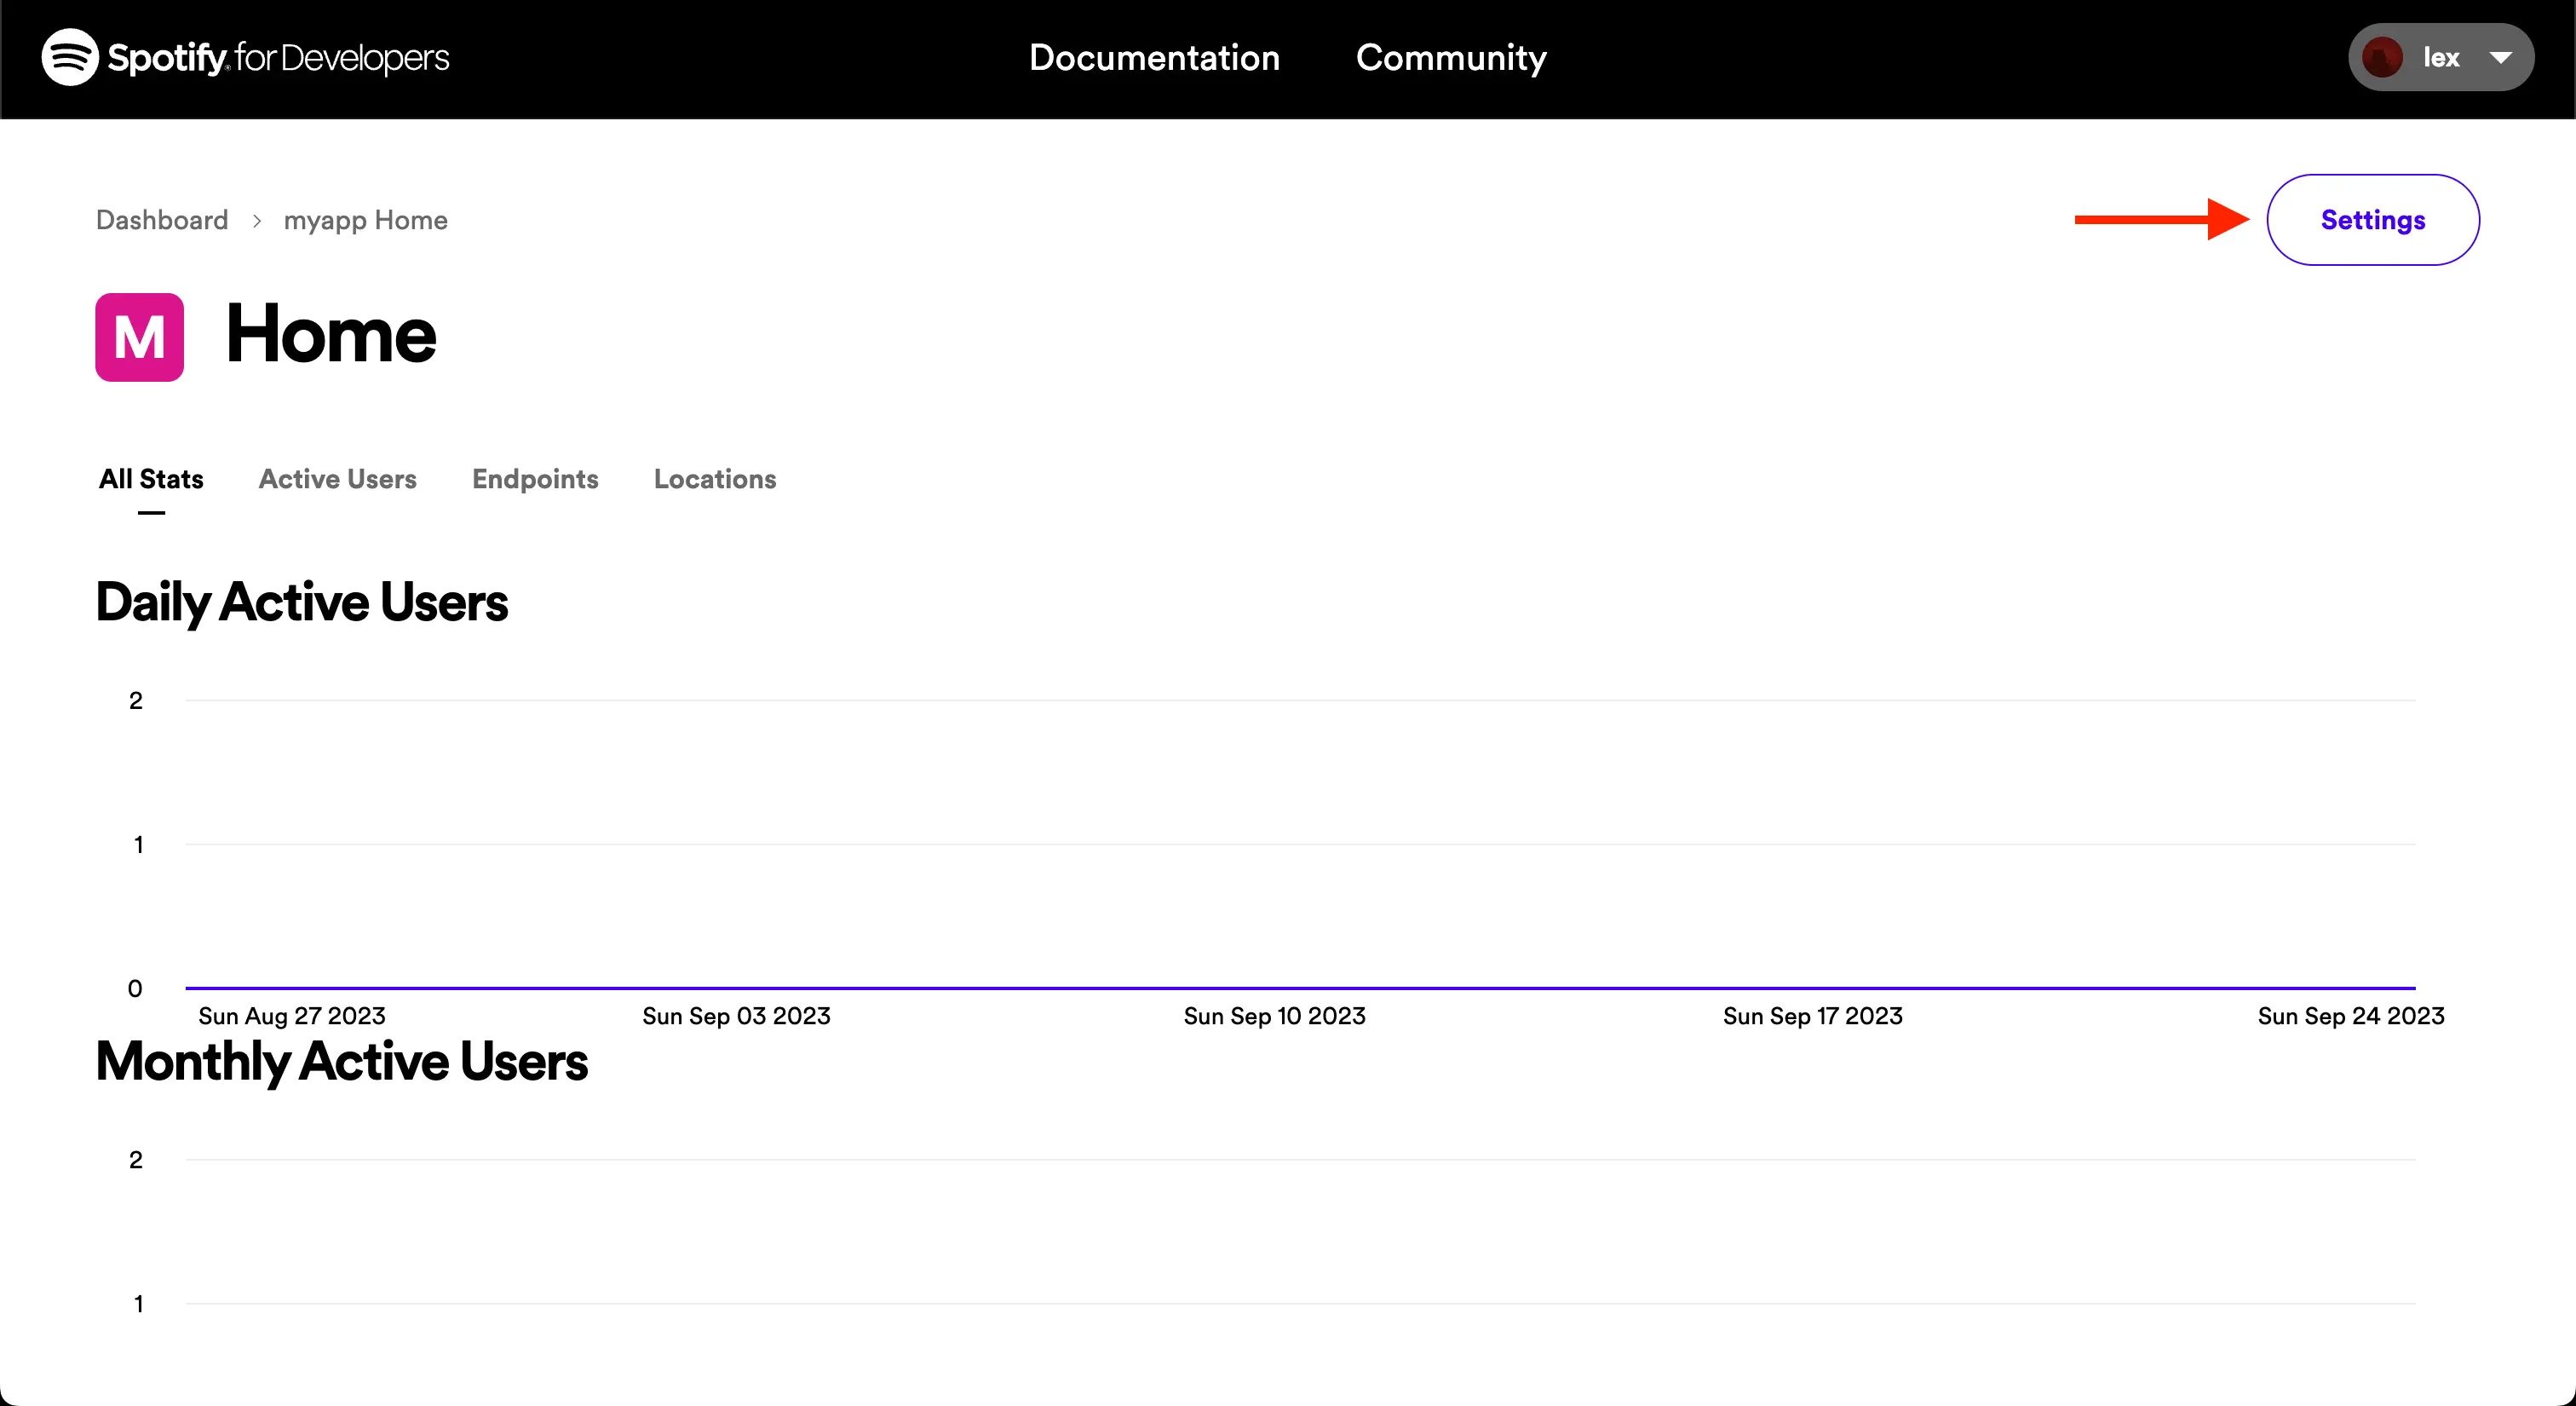 Spotify® for Developers
Documentation
Community
lex
Dashboard > myapp Home
Settings
M
Home
All Stats
Active Users
Endpoints
Locations
Daily Active Users
2
1
0
Sun Aug 27 2023
Sun Sep 03 2023
Sun Sep 10 2023
Sun Sep 17 2023
Sun Sep 24 2023
Monthly Active Users
2
1